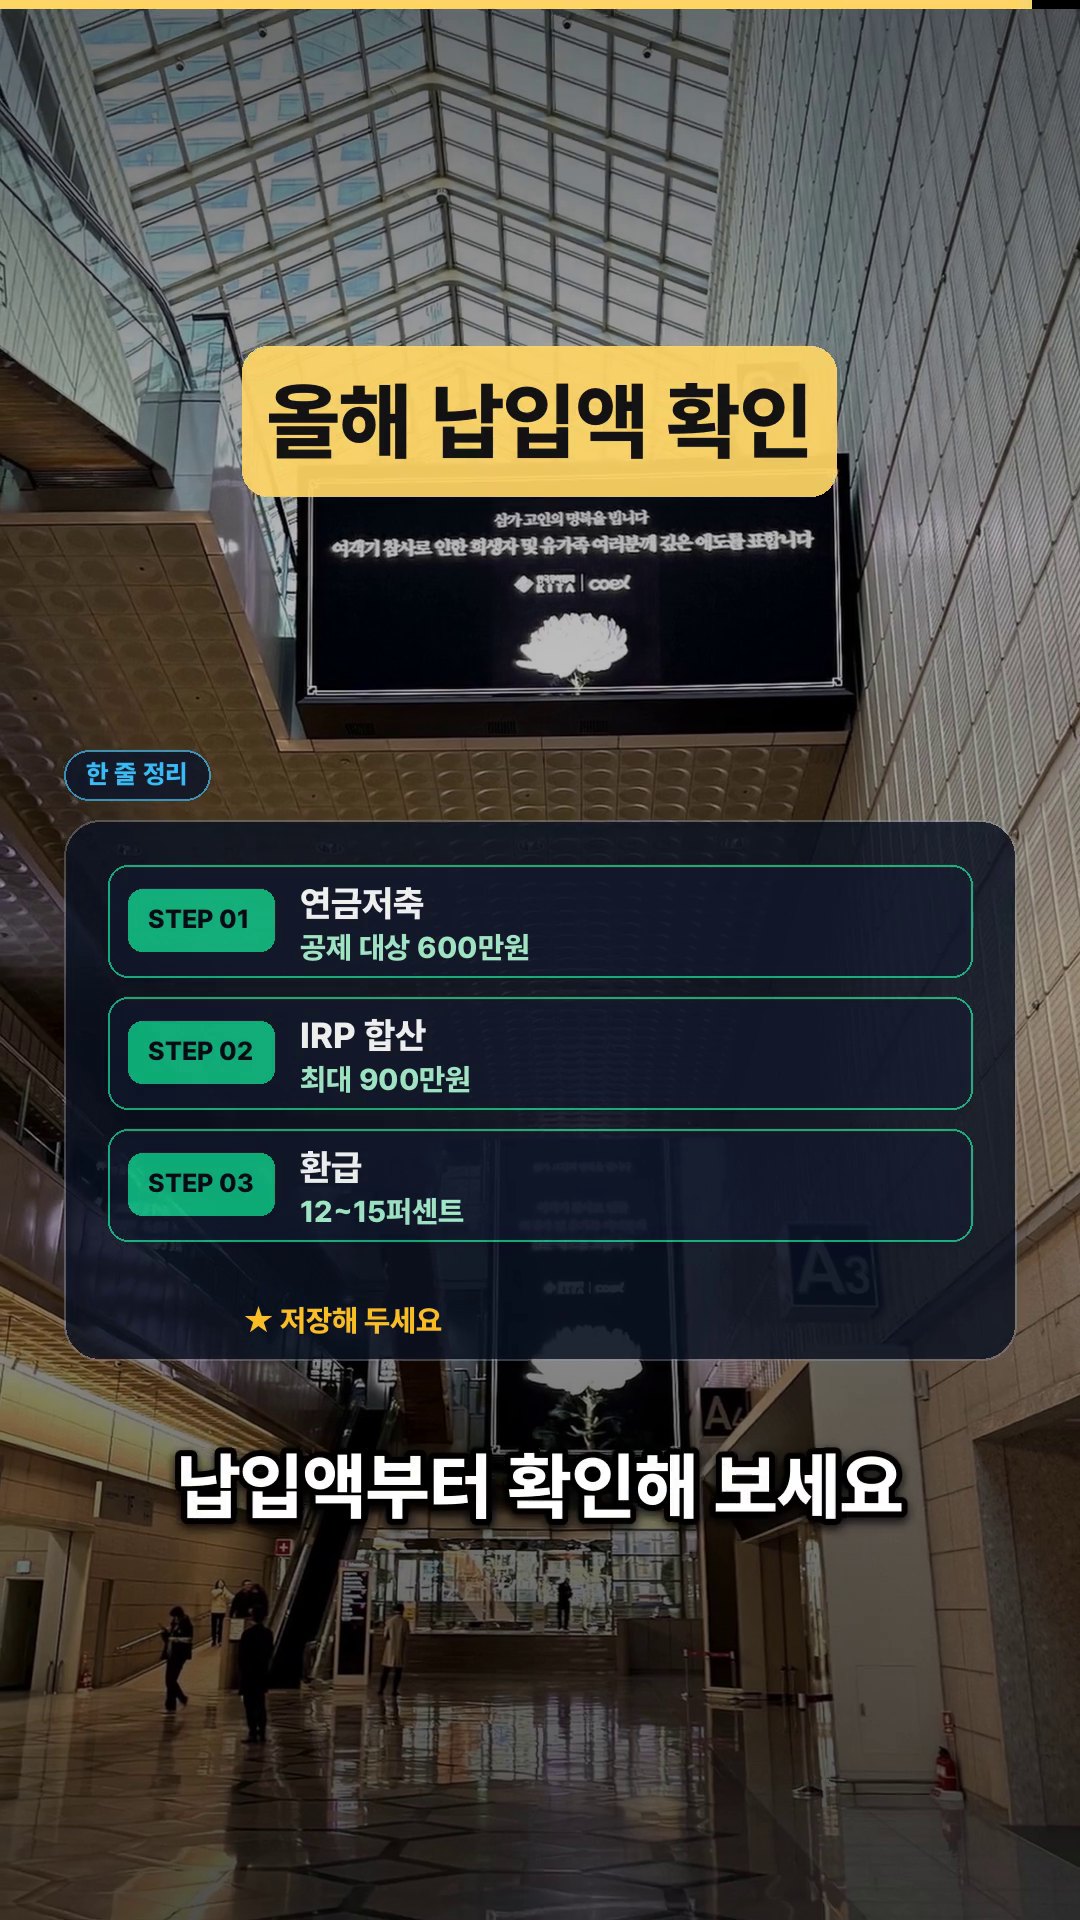 올해 납입액 확인
삼가 고인의 명복을 빕니다
여객기 참사로 인한 희생자 및 유가족 여러분께 깊은 애도를 표합니다
KITA | coex
한 줄 정리
STEP 01
연금저축
공제 대상 600만원
STEP 02
IRP 합산
최대 900만원
STEP 03
환급
12~15퍼센트
A3
★ 저장해 두세요
A4
납입액부터 확인해 보세요